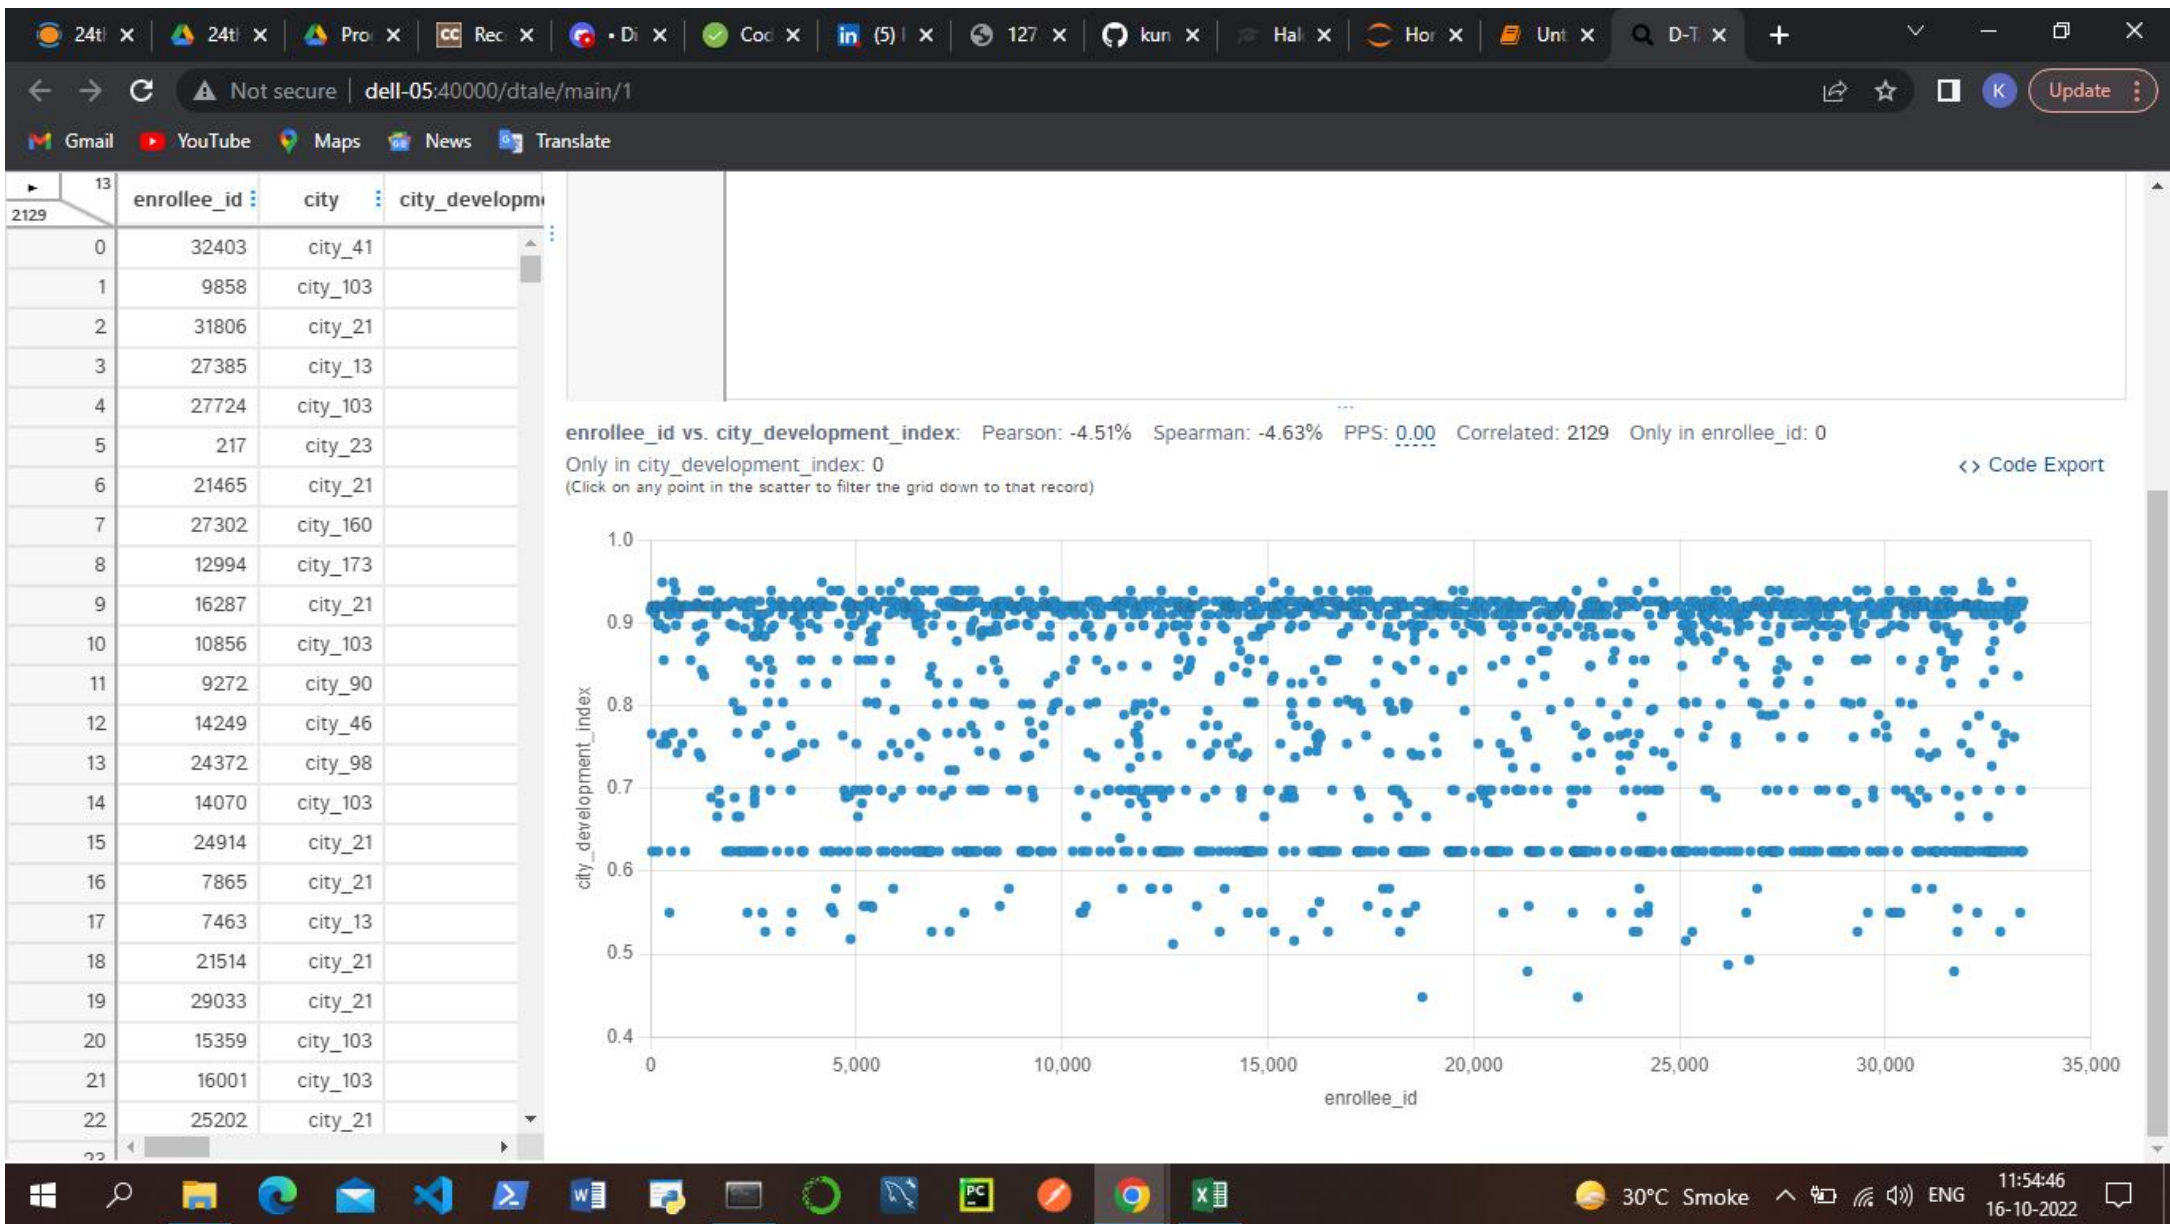 24tl 24tl Pro CC Rec • Di Coc in (5) 127 kun Hal Hor Unt D-T
Not secure | dell-05:40000/dtale/main/1 K Update
Gmail YouTube Maps News Translate
13
2129
enrollee_id city city_developm
0 32403 city_41
1 9858 city_103
2 31806 city_21
3 27385 city_13
4 27724 city_103
5 217 city_23
6 21465 city_21
7 27302 city_160
8 12994 city_173
9 16287 city_21
10 10856 city_103
11 9272 city_90
12 14249 city_46
13 24372 city_98
14 14070 city_103
15 24914 city_21
16 7865 city_21
17 7463 city_13
18 21514 city_21
19 29033 city_21
20 15359 city_103
21 16001 city_103
22 25202 city_21
23
enrollee_id vs. city_development_index: Pearson: -4.51% Spearman: -4.63% PPS: 0.00 Correlated: 2129 Only in enrollee_id: 0
Only in city_development_index: 0
<> Code Export
(Click on any point in the scatter to filter the grid down to that record)
1.0
0.9
0.8
0.7
0.6
0.5
0.4
city_development_index
0 5,000 10,000 15,000 20,000 25,000 30,000 35,000
enrollee_id
30°C Smoke ENG 11:54:46
16-10-2022